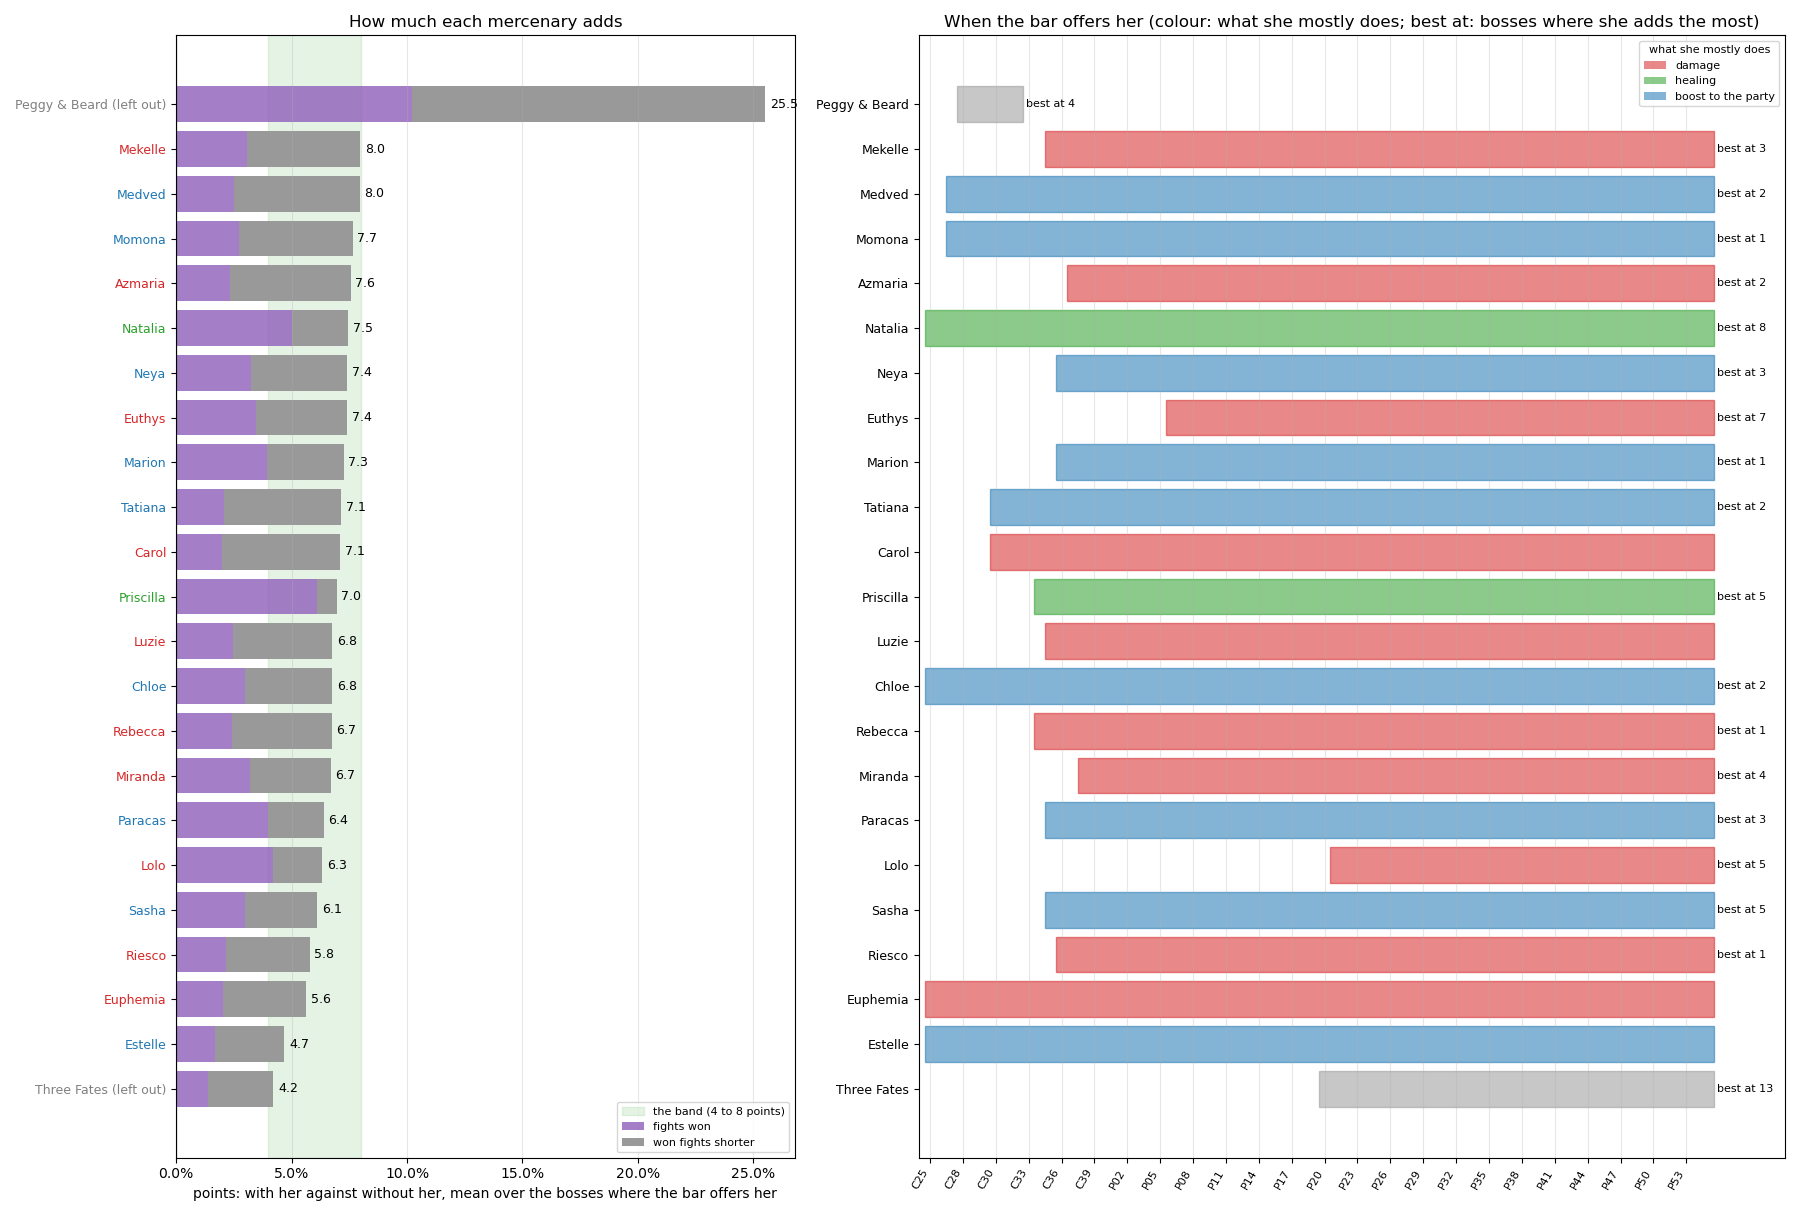 How much each mercenary adds
Peggy & Beard (left out) 25.5
Mekelle 8.0
Medved 8.0
Momona 7.7
Azmaria 7.6
Natalia 7.5
Neya 7.4
Euthys 7.4
Marion 7.3
Tatiana 7.1
Carol 7.1
Priscilla 7.0
Luzie 6.8
Chloe 6.8
Rebecca 6.7
Miranda 6.7
Paracas 6.4
Lolo 6.3
Sasha 6.1
Riesco 5.8
Euphemia 5.6
Estelle 4.7
Three Fates (left out) 4.2
the band (4 to 8 points)
fights won
won fights shorter
0.0% 5.0% 10.0% 15.0% 20.0% 25.0%
points: with her against without her, mean over the bosses where the bar offers her
When the bar offers her (colour: what she mostly does; best at: bosses where she adds the most)
what she mostly does
damage
healing
boost to the party
Peggy & Beard best at 4
Mekelle best at 3
Medved best at 2
Momona best at 1
Azmaria best at 2
Natalia best at 8
Neya best at 3
Euthys best at 7
Marion best at 1
Tatiana best at 2
Carol
Priscilla best at 5
Luzie
Chloe best at 2
Rebecca best at 1
Miranda best at 4
Paracas best at 3
Lolo best at 5
Sasha best at 5
Riesco best at 1
Euphemia
Estelle
Three Fates best at 13
C25 C28 C30 C33 C36 C39 P02 P05 P08 P11 P14 P17 P20 P23 P26 P29 P32 P35 P38 P41 P44 P47 P50 P53